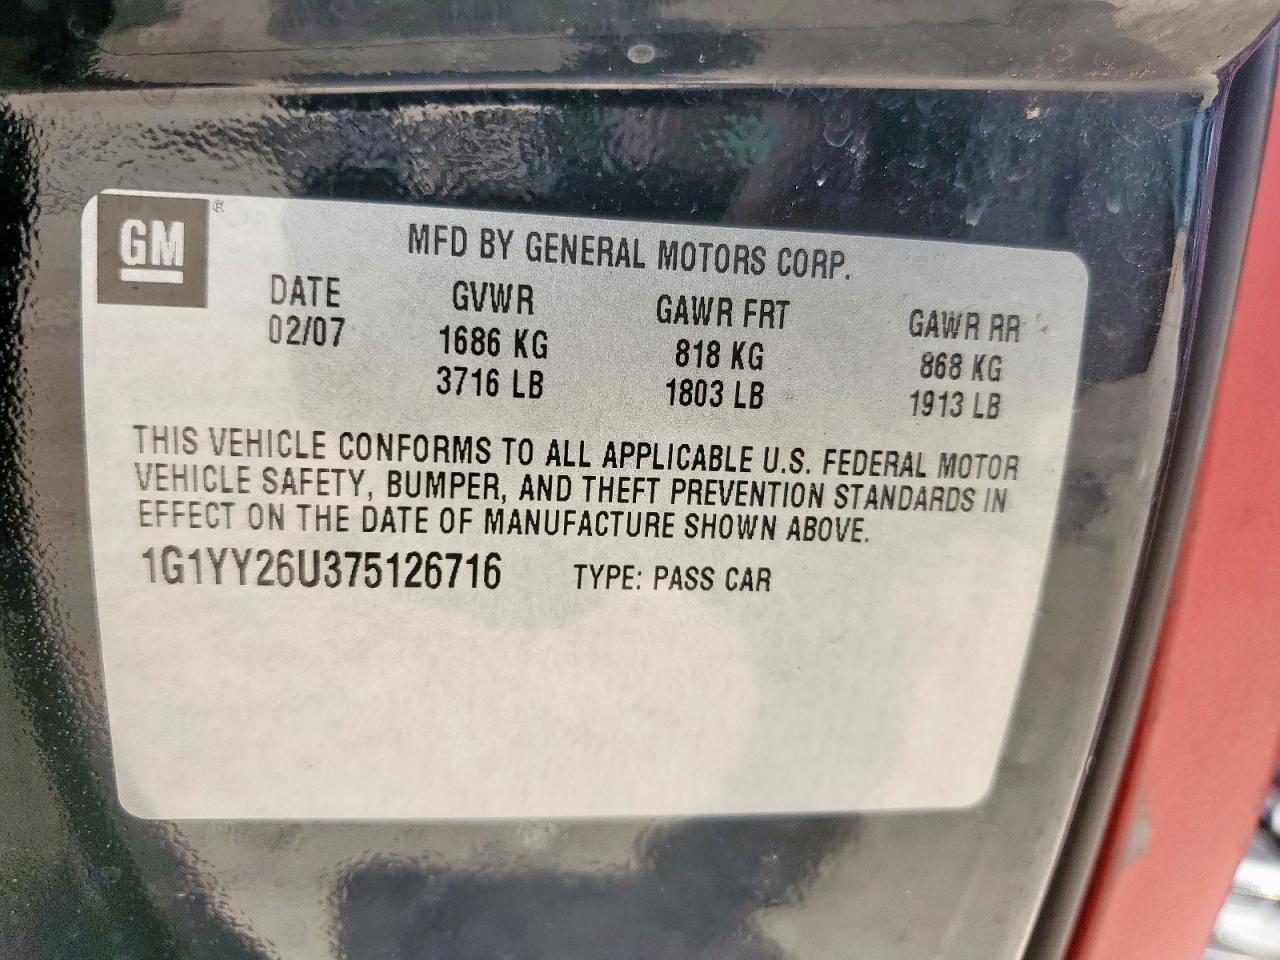 GM ®
MFD BY GENERAL MOTORS CORP.
DATE GVWR GAWR FRT GAWR RR
02/07 1686 KG 818 KG 868 KG
3716 LB 1803 LB 1913 LB
THIS VEHICLE CONFORMS TO ALL APPLICABLE U.S. FEDERAL MOTOR
VEHICLE SAFETY, BUMPER, AND THEFT PREVENTION STANDARDS IN
EFFECT ON THE DATE OF MANUFACTURE SHOWN ABOVE.
1G1YY26U375126716 TYPE: PASS CAR